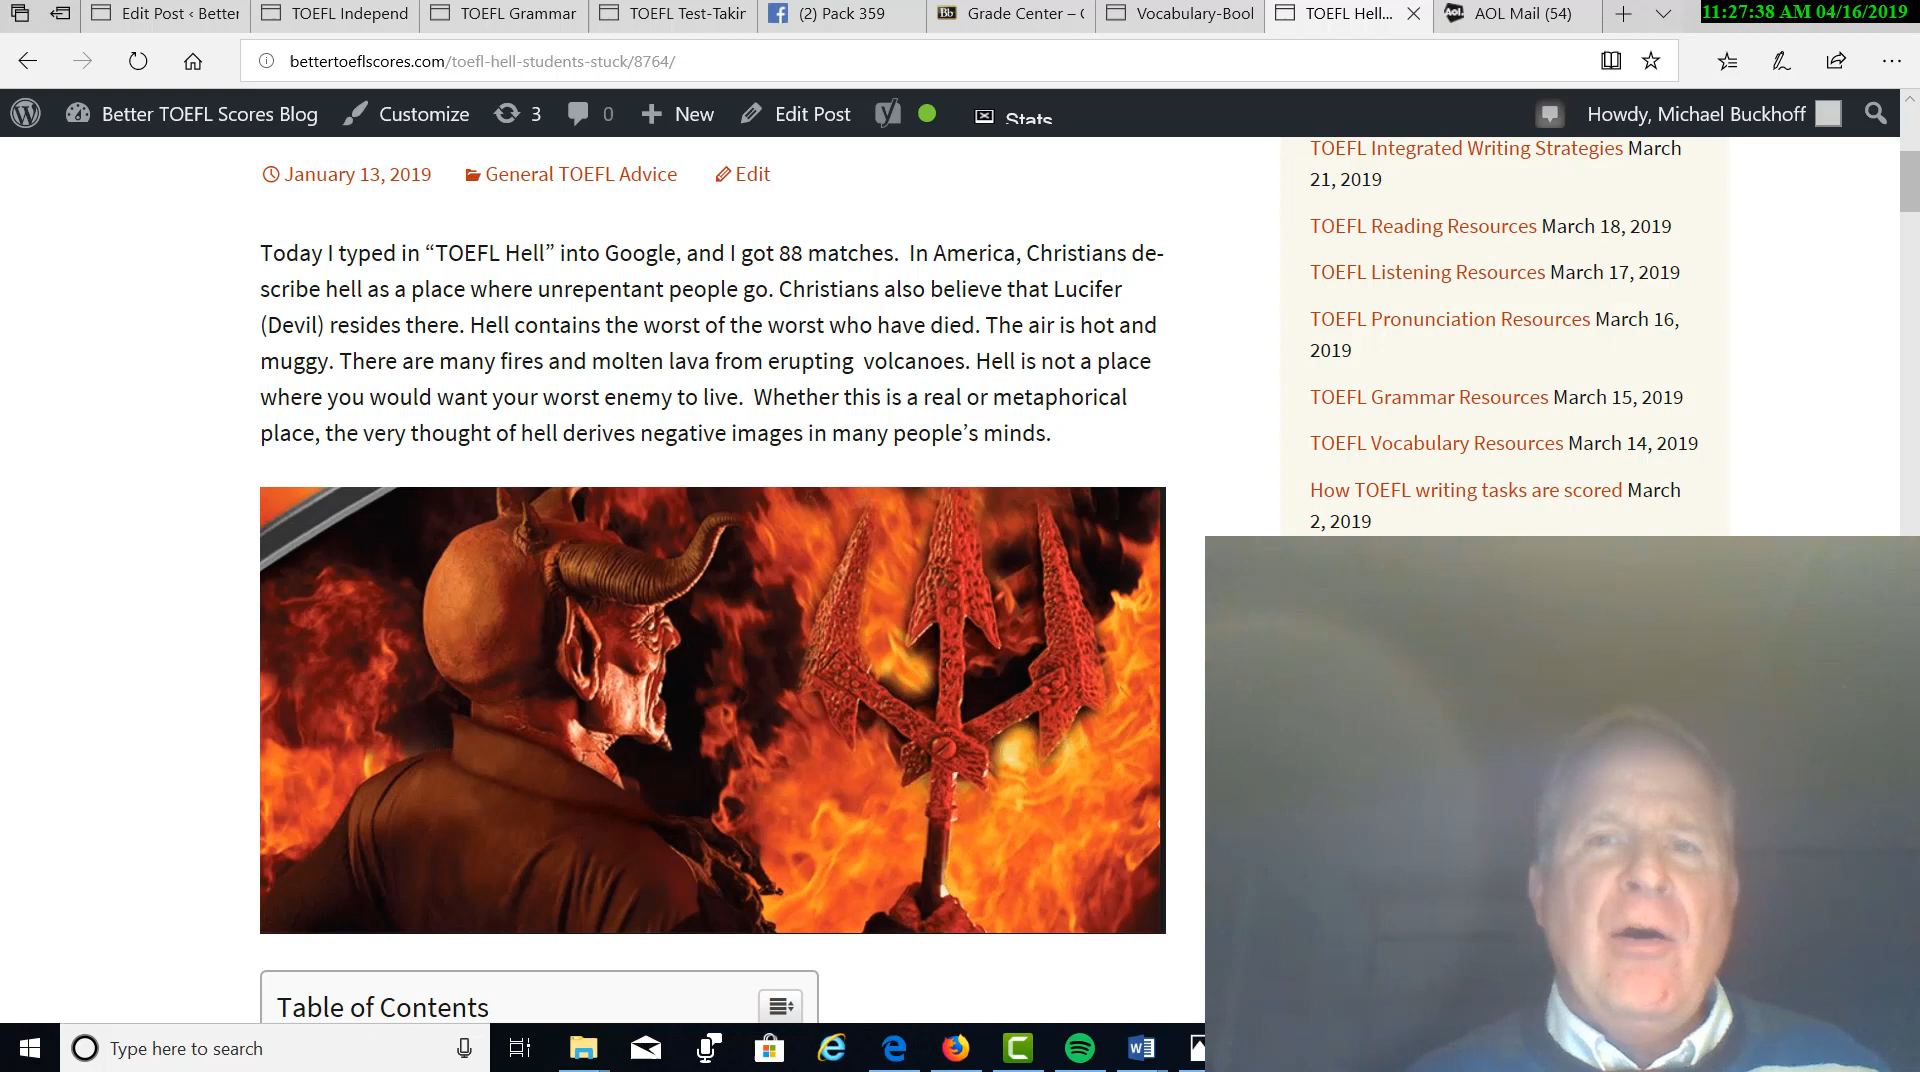 Edit Post ‹ Better
TOEFL Independ
TOEFL Grammar
TOEFL Test-Takin
(2) Pack 359
Bb Grade Center – C
Vocabulary-Bool
TOEFL Hell...
Aol. AOL Mail (54)
11:27:38 AM 04/16/2019
bettertoeflscores.com/toefl-hell-students-stuck/8764/
Better TOEFL Scores Blog
Customize
3
0
New
Edit Post
Stats
Howdy, Michael Buckhoff
January 13, 2019
General TOEFL Advice
Edit
Today I typed in “TOEFL Hell” into Google, and I got 88 matches. In America, Christians de-
scribe hell as a place where unrepentant people go. Christians also believe that Lucifer
(Devil) resides there. Hell contains the worst of the worst who have died. The air is hot and
muggy. There are many fires and molten lava from erupting volcanoes. Hell is not a place
where you would want your worst enemy to live. Whether this is a real or metaphorical
place, the very thought of hell derives negative images in many people’s minds.
Table of Contents
TOEFL Integrated Writing Strategies March
21, 2019
TOEFL Reading Resources March 18, 2019
TOEFL Listening Resources March 17, 2019
TOEFL Pronunciation Resources March 16,
2019
TOEFL Grammar Resources March 15, 2019
TOEFL Vocabulary Resources March 14, 2019
How TOEFL writing tasks are scored March
2, 2019
Type here to search